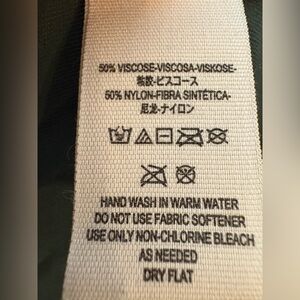 50% VISCOSE-VISCOSA-VISKOSE-
粘胶-ビスコース
50% NYLON-FIBRA SINTÉTICA-
尼龙-ナイロン
HAND WASH IN WARM WATER
DO NOT USE FABRIC SOFTENER
USE ONLY NON-CHLORINE BLEACH
AS NEEDED
DRY FLAT